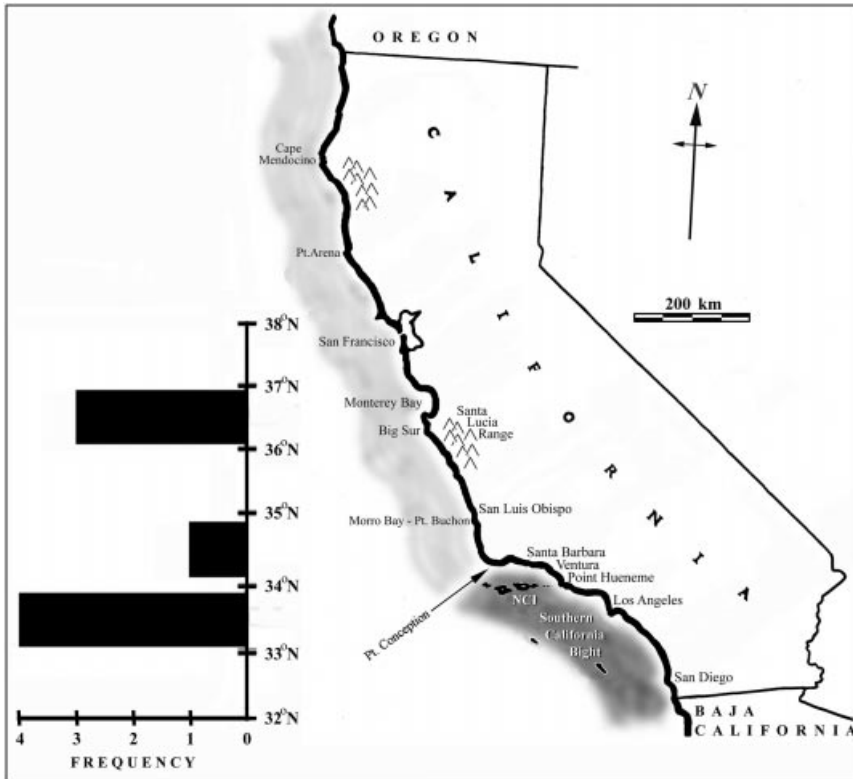 OREGON
N
Cape
Mendocino
CALIFORNIA
Pt.Arena
200 km
38°N
San Francisco
37°N
Monterey Bay
Santa
Lucia
Range
Big Sur
36°N
San Luis Obispo
35°N
Morro Bay - Pt. Buchon
Santa Barbara
Ventura
Point Hueneme
34°N
NCI
Los Angeles
Pt. Conception
Southern
California
Bight
33°N
San Diego
32°N
BAJA
CALIFORNIA
4 3 2 1 0
FREQUENCY